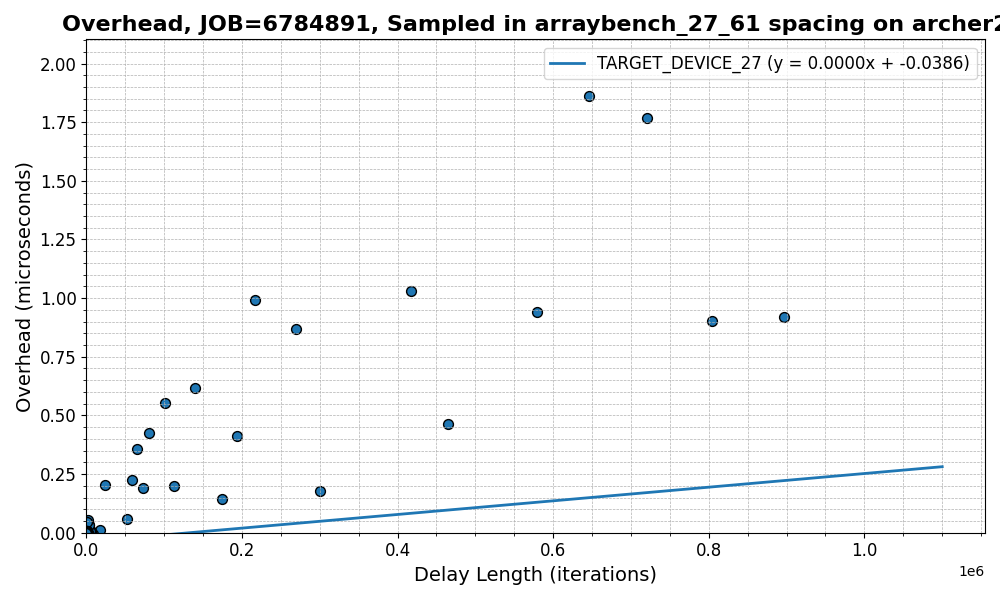 Overhead, JOB=6784891, Sampled in arraybench_27_61 spacing on archer2
TARGET_DEVICE_27 (y = 0.0000x + -0.0386)
Overhead (microseconds)
2.00
1.75
1.50
1.25
1.00
0.75
0.50
0.25
0.00
0.0 0.2 0.4 0.6 0.8 1.0
1e6
Delay Length (iterations)